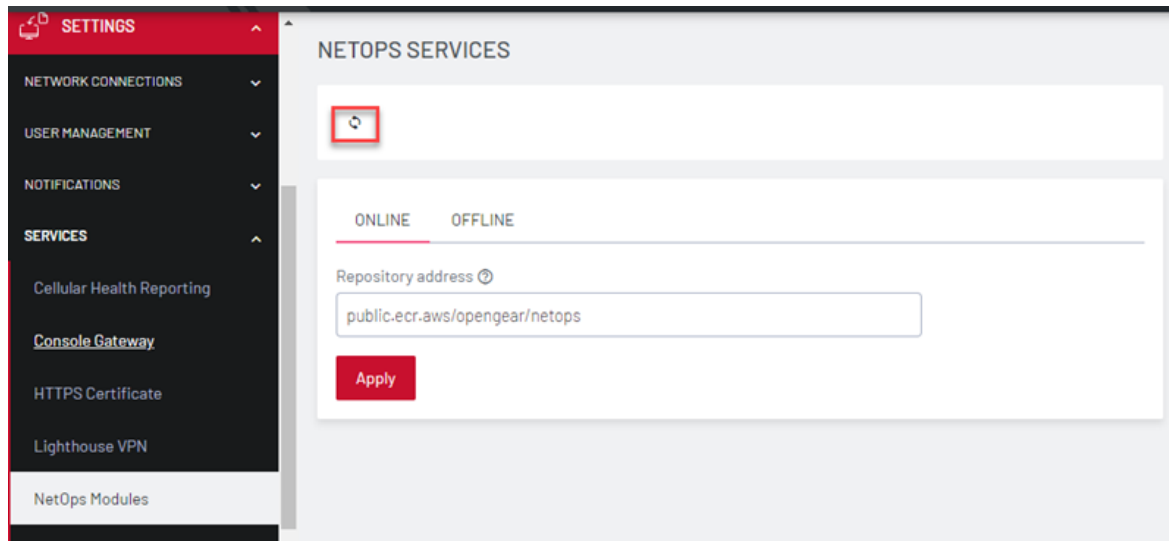 SETTINGS
NETWORK CONNECTIONS
USER MANAGEMENT
NOTIFICATIONS
SERVICES
Cellular Health Reporting
Console Gateway
HTTPS Certificate
Lighthouse VPN
NetOps Modules
NETOPS SERVICES
ONLINE OFFLINE
Repository address
public.ecr.aws/opengear/netops
Apply